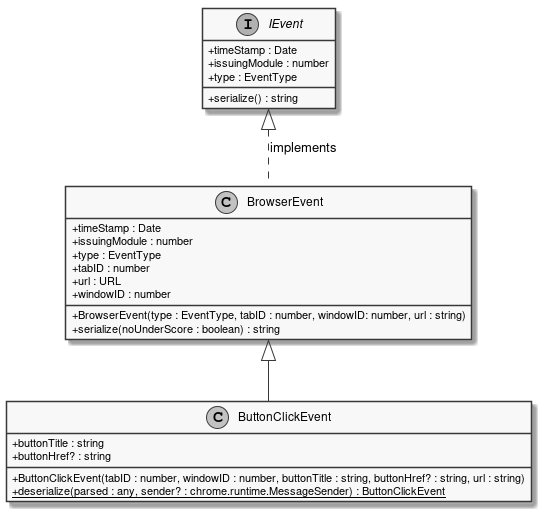 I IEvent
+timeStamp : Date
+issuingModule : number
+type : EventType
+serialize() : string
implements
C BrowserEvent
+timeStamp : Date
+issuingModule : number
+type : EventType
+tabID : number
+url : URL
+windowID : number
+BrowserEvent(type : EventType, tabID : number, windowID: number, url : string)
+serialize(noUnderScore : boolean) : string
C ButtonClickEvent
+buttonTitle : string
+buttonHref? : string
+ButtonClickEvent(tabID : number, windowID : number, buttonTitle : string, buttonHref? : string, url : string)
+deserialize(parsed : any, sender? : chrome.runtime.MessageSender) : ButtonClickEvent